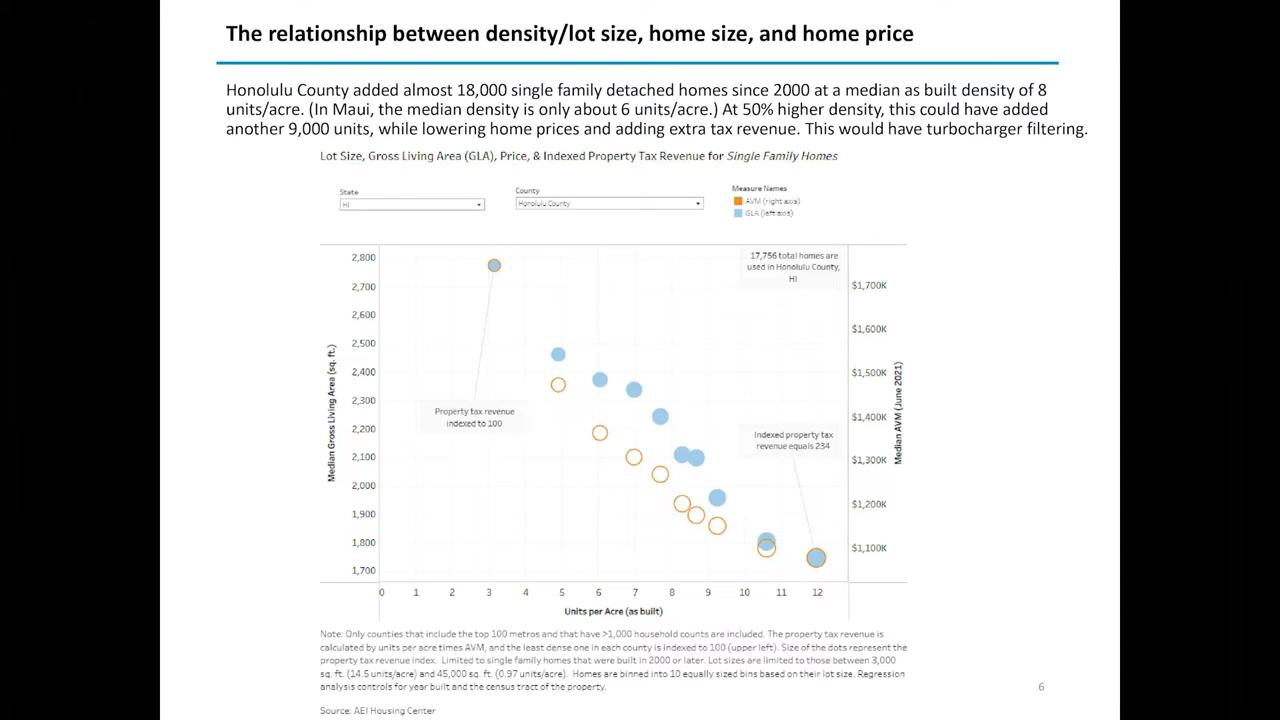 The relationship between density/lot size, home size, and home price
Honolulu County added almost 18,000 single family detached homes since 2000 at a median as built density of 8
units/acre. (In Maui, the median density is only about 6 units/acre.) At 50% higher density, this could have added
another 9,000 units, while lowering home prices and adding extra tax revenue. This would have turbocharger filtering.
Lot Size, Gross Living Area (GLA), Price, & Indexed Property Tax Revenue for Single Family Homes
State
HI
County
Honolulu County
Measure Names
AVM (right axis)
GLA (left axis)
17,756 total homes are
used in Honolulu County,
HI
2,800
2,700
2,600
2,500
2,400
2,300
2,200
2,100
2,000
1,900
1,800
1,700
Median Gross Living Area (sq. ft.)
Property tax revenue
indexed to 100
Indexed property tax
revenue equals 234
$1,700K
$1,600K
$1,500K
$1,400K
$1,300K
$1,200K
$1,100K
Median AVM (June 2021)
0 1 2 3 4 5 6 7 8 9 10 11 12
Units per Acre (as built)
Note: Only counties that include the top 100 metros and that have >1,000 household counts are included. The property tax revenue is
calculated by units per acre times AVM, and the least dense one in each county is indexed to 100 (upper left). Size of the dots represent the
property tax revenue index. Limited to single family homes that were built in 2000 or later. Lot sizes are limited to those between 3,000
sq. ft. (14.5 units/acre) and 45,000 sq. ft. (0.97 units/acre). Homes are binned into 10 equally sized bins based on their lot size. Regression
analysis controls for year built and the census tract of the property.
6
Source: AEI Housing Center